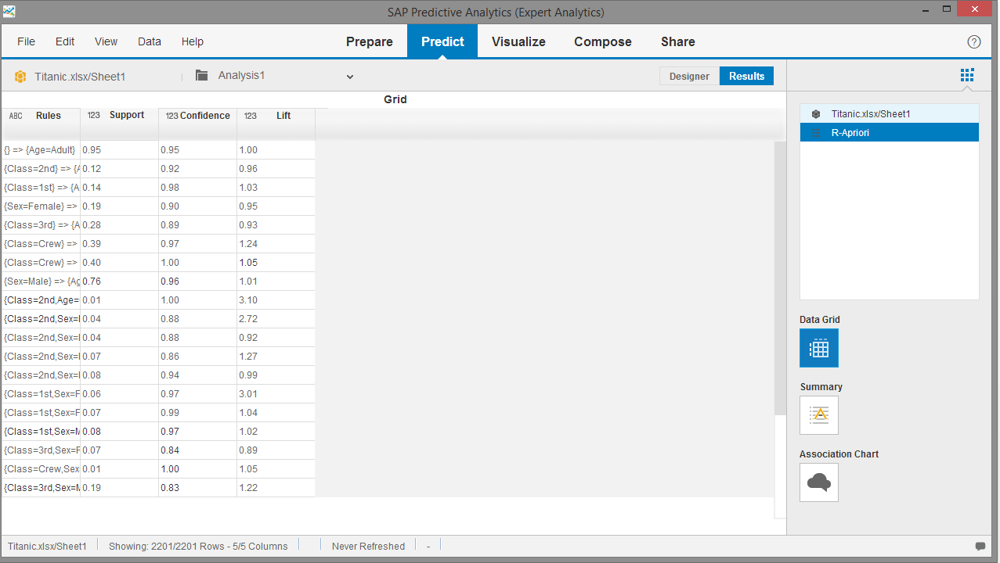 SAP Predictive Analytics (Expert Analytics)
File Edit View Data Help Prepare Predict Visualize Compose Share ?
Titanic.xlsx/Sheet1 Analysis1 Designer Results
Grid
ABC Rules 123 Support 123 Confidence 123 Lift
{} => {Age=Adult} 0.95 0.95 1.00
{Class=2nd} => {A 0.12 0.92 0.96
{Class=1st} => {A 0.14 0.98 1.03
{Sex=Female} => 0.19 0.90 0.95
{Class=3rd} => {A 0.28 0.89 0.93
{Class=Crew} => 0.39 0.97 1.24
{Class=Crew} => 0.40 1.00 1.05
{Sex=Male} => {Ag 0.76 0.96 1.01
{Class=2nd,Age= 0.01 1.00 3.10
{Class=2nd,Sex= 0.04 0.88 2.72
{Class=2nd,Sex= 0.04 0.88 0.92
{Class=2nd,Sex= 0.07 0.86 1.27
{Class=2nd,Sex= 0.08 0.94 0.99
{Class=1st,Sex=F 0.06 0.97 3.01
{Class=1st,Sex=F 0.07 0.99 1.04
{Class=1st,Sex=M 0.08 0.97 1.02
{Class=3rd,Sex=F 0.07 0.84 0.89
{Class=Crew,Sex 0.01 1.00 1.05
{Class=3rd,Sex=M 0.19 0.83 1.22
Titanic.xlsx/Sheet1
R-Apriori
Data Grid
Summary
Association Chart
Titanic.xlsx/Sheet1 Showing: 2201/2201 Rows - 5/5 Columns Never Refreshed -